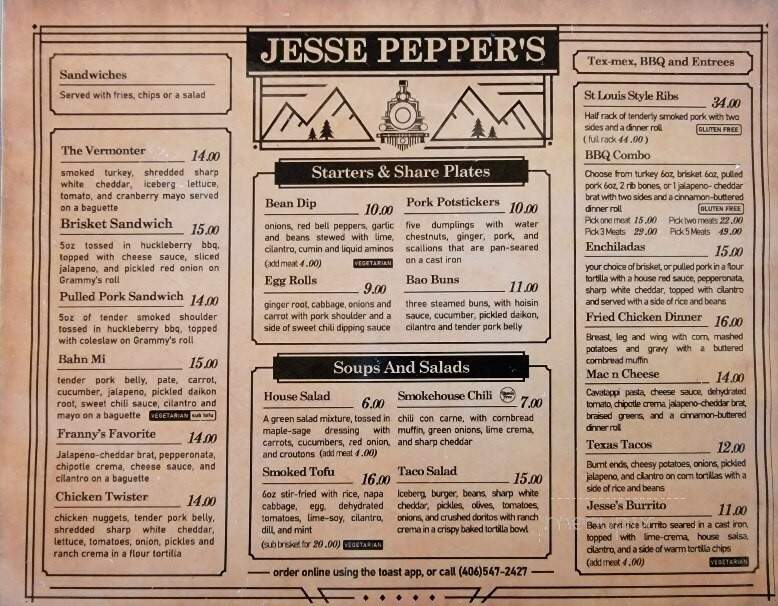 JESSE PEPPER'S
Sandwiches
Served with fries, chips or a salad
The Vermonter 14.00
smoked turkey, shredded sharp
white cheddar, iceberg lettuce,
tomato, and cranberry mayo served
on a baguette
Brisket Sandwich 15.00
5oz tossed in huckleberry bbq,
topped with cheese sauce, sliced
jalapeno, and pickled red onion on
Grammy's roll
Pulled Pork Sandwich 14.00
5oz of tender smoked shoulder
tossed in huckleberry bbq, topped
with coleslaw on Grammy's roll
Bahn Mi 15.00
tender pork belly, pate, carrot,
cucumber, jalapeno, pickled daikon
root, sweet chili sauce, cilantro and
mayo on a baguette VEGETARIAN sub tofu
Franny's Favorite 14.00
Jalapeno-cheddar brat, pepperonata,
chipotle crema, cheese sauce, and
cilantro on a baguette
Chicken Twister 14.00
chicken nuggets, tender pork belly,
shredded sharp white cheddar,
lettuce, tomatoes, onion, pickles and
ranch crema in a flour tortilla
Starters & Share Plates
Bean Dip 10.00
onions, red bell peppers, garlic
and beans stewed with lime,
cilantro, cumin and liquid aminos
(add meat 4.00) VEGETARIAN
Egg Rolls 9.00
ginger root, cabbage, onions and
carrot with pork shoulder and a
side of sweet chili dipping sauce
Pork Potstickers 10.00
five dumplings with water
chestnuts, ginger, pork, and
scallions that are pan-seared
on a cast iron
Bao Buns 11.00
three steamed buns, with hoisin
sauce, cucumber, pickled daikon,
cilantro and tender pork belly
Soups And Salads
House Salad 6.00
A green salad mixture, tossed in
maple-sage dressing with
carrots, cucumbers, red onion,
and croutons (add meat 4.00)
Smoked Tofu 16.00
6oz stir-fried with rice, napa
cabbage, egg, dehydrated
tomatoes, lime-soy, cilantro,
dill, and mint
(sub brisket for 20.00) VEGETARIAN
Smokehouse Chili 7.00
chili con carne, with cornbread
muffin, green onions, lime crema,
and sharp cheddar
Taco Salad 15.00
Iceberg, burger, beans, sharp white
cheddar, pickles, olives, tomatoes,
onions, and crushed doritos with ranch
crema in a crispy baked tortilla bowl
order online using the toast app, or call (406)547-2427
Tex-mex, BBQ and Entrees
St Louis Style Ribs 34.00
Half rack of tenderly smoked pork with two
sides and a dinner roll GLUTEN FREE
( full rack 44.00 )
BBQ Combo
Choose from turkey 6oz, brisket 6oz, pulled
pork 6oz, 2 rib bones, or 1 jalapeno- cheddar
brat with two sides and a cinnamon-buttered
dinner roll GLUTEN FREE
Pick one meat 15.00 Pick two meats 22.00
Pick 3 Meats 29.00 Pick 5 Meats 49.00
Enchiladas 15.00
your choice of brisket, or pulled pork in a flour
tortilla with a house red sauce, pepperonata,
sharp white cheddar, topped with cilantro
and served with a side of rice and beans
Fried Chicken Dinner 16.00
Breast, leg and wing with corn, mashed
potatoes and gravy with a buttered
cornbread muffin
Mac n Cheese 14.00
Cavatappi pasta, cheese sauce, dehydrated
tomato, chipotle crema, jalapeno-cheddar brat,
braised greens, and a cinnamon-buttered
dinner roll
Texas Tacos 12.00
Burnt ends, cheesy potatoes, onions, pickled
jalapeno, and cilantro on corn tortillas with a
side of rice and beans
Jesse's Burrito 11.00
Bean and rice burrito seared in a cast iron,
topped with lime-crema, house salsa,
cilantro, and a side of warm tortilla chips
(add meat 4.00) VEGETARIAN